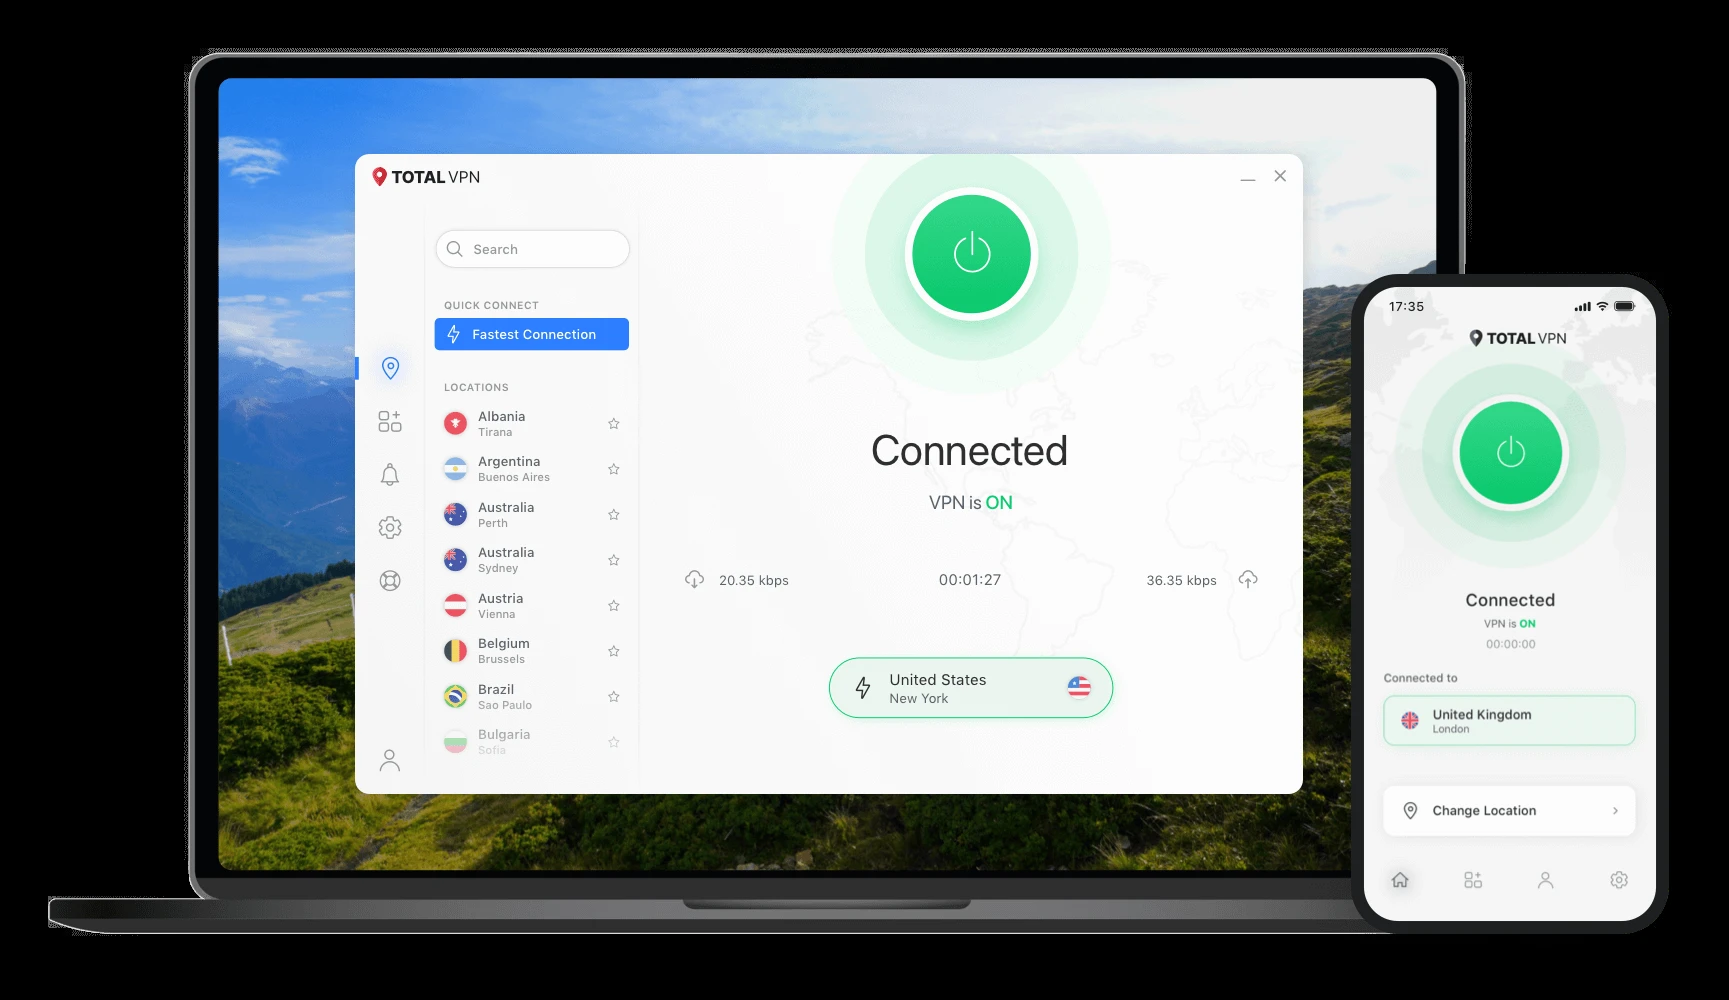 TOTAL VPN
Search
QUICK CONNECT
Fastest Connection
LOCATIONS
Albania
Tirana
Argentina
Buenos Aires
Australia
Perth
Australia
Sydney
Austria
Vienna
Belgium
Brussels
Brazil
Sao Paulo
Bulgaria
Sofia
Connected
VPN is ON
20.35 kbps
00:01:27
36.35 kbps
United States
New York
17:35
TOTAL VPN
Connected
VPN is ON
00:00:00
Connected to
United Kingdom
London
Change Location